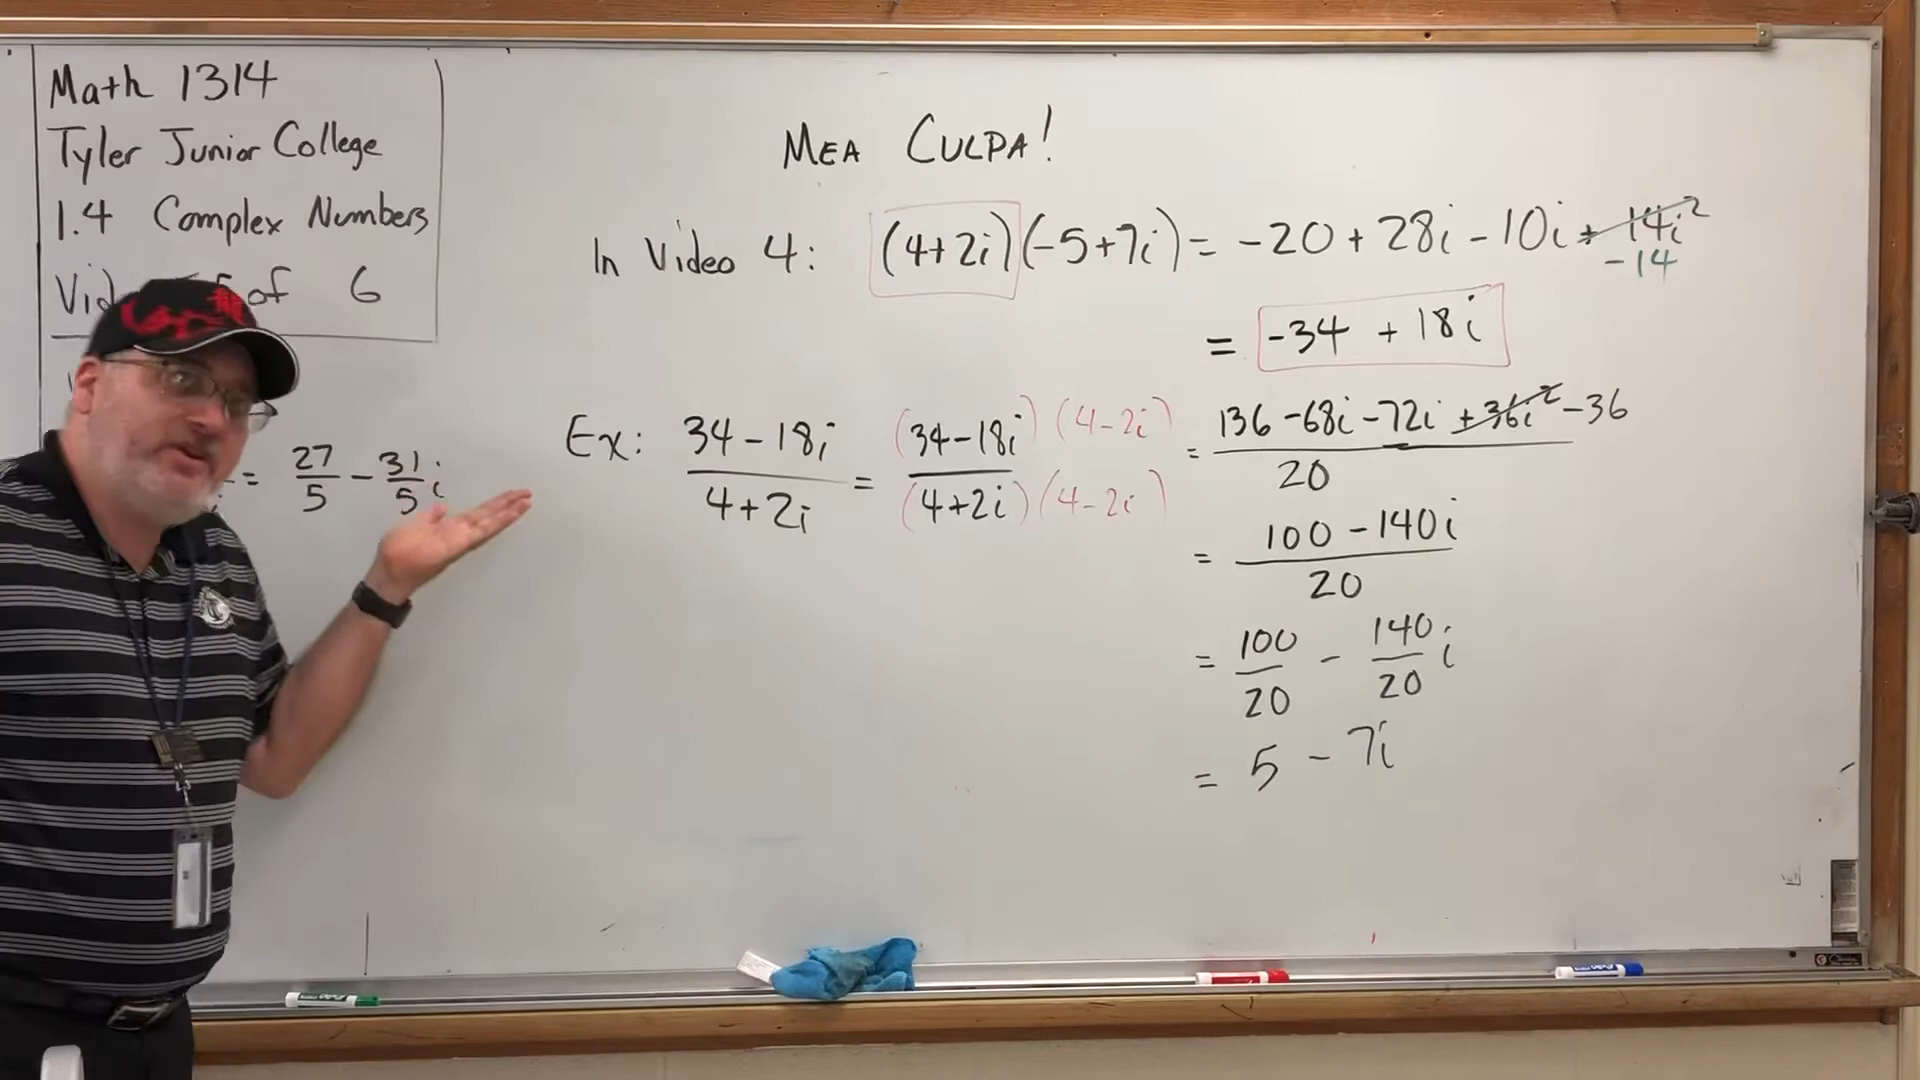 Math 1314
Tyler Junior College
1.4 Complex Numbers
5 of 6
= 27/5 - 31/5 i
MEA CULPA!
In Video 4: (4+2i)(-5+7i) = -20+28i-10i+14i²
-14
= -34 + 18i
Ex: (34-18i)/(4+2i) = (34-18i)(4-2i)/(4+2i)(4-2i) = (136-68i-72i+36i²-36)/20
= (100-140i)/20
= 100/20 - 140/20 i
= 5 - 7i